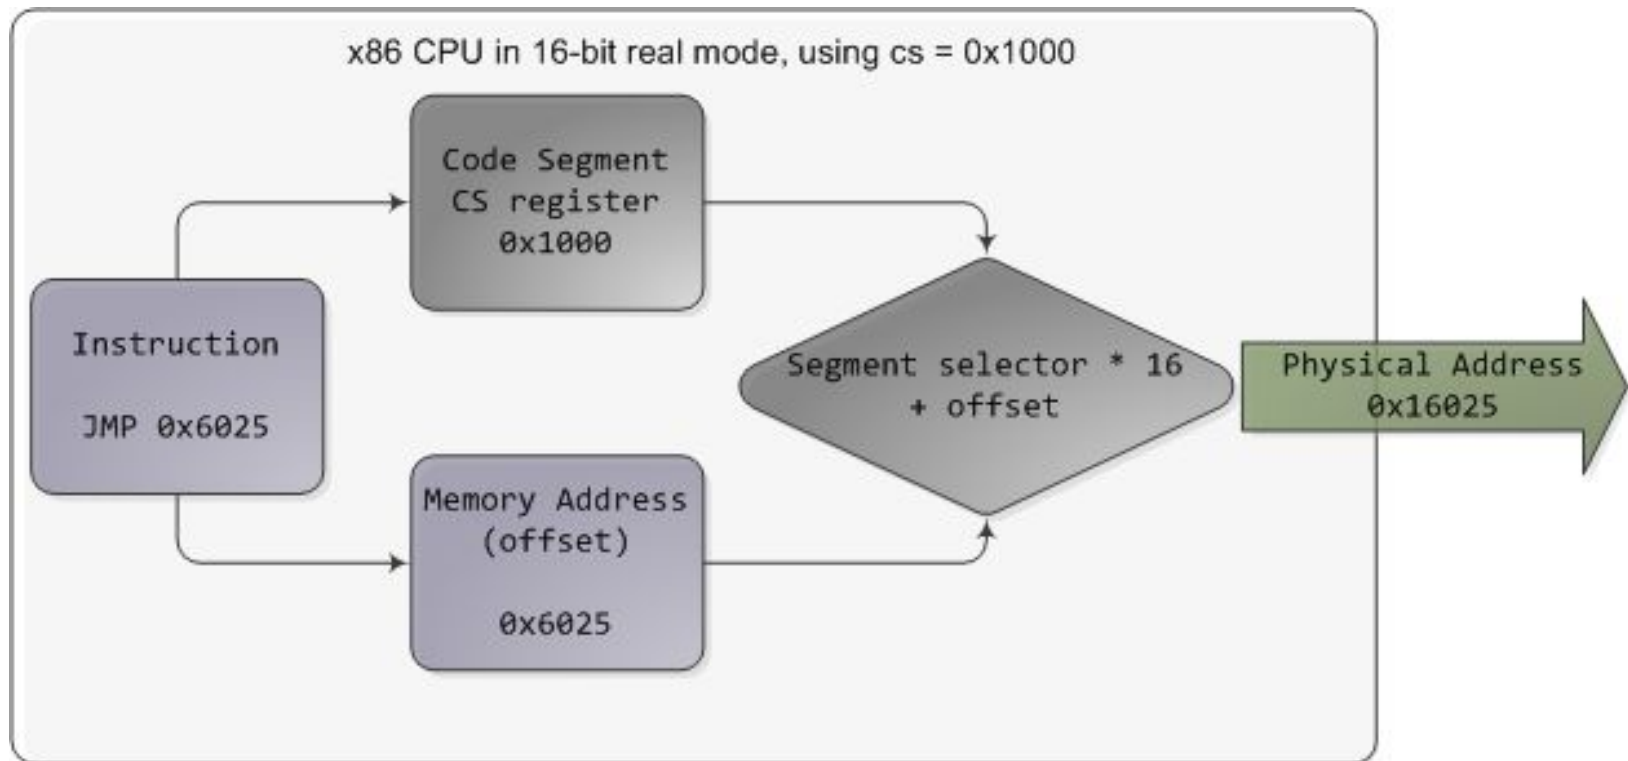 x86 CPU in 16-bit real mode, using cs = 0x1000
Code Segment
CS register
0x1000
Instruction
JMP 0x6025
Segment selector * 16
+ offset
Physical Address
0x16025
Memory Address
(offset)
0x6025